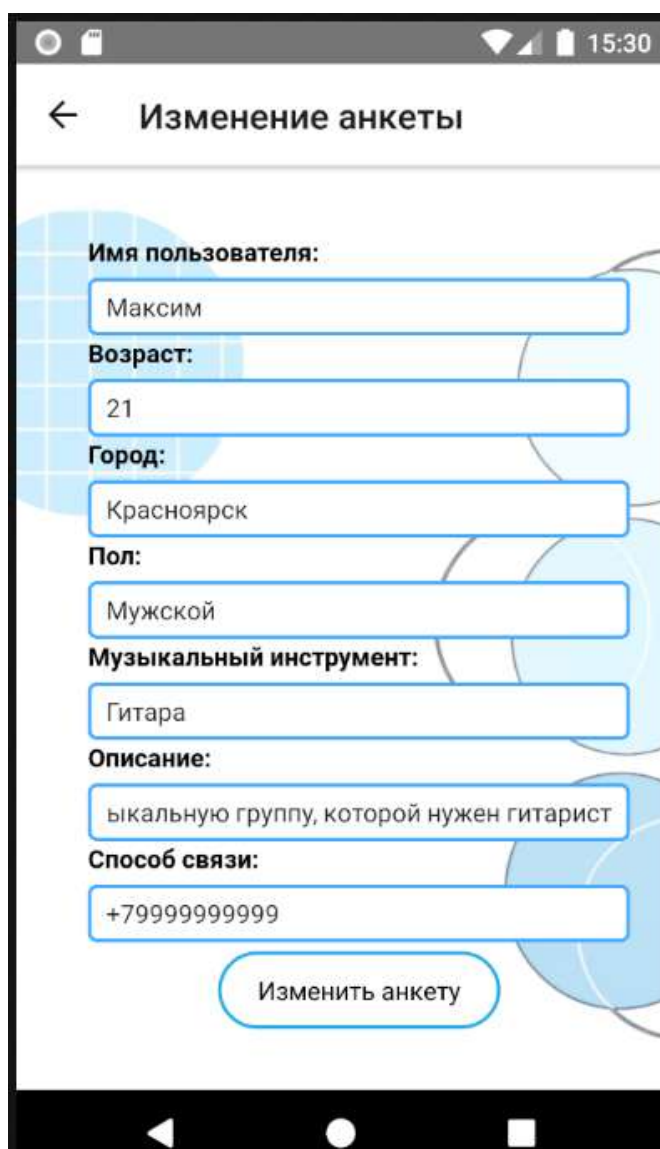 15:30
Изменение анкеты
Имя пользователя:
Максим
Возраст:
21
Город:
Красноярск
Пол:
Мужской
Музыкальный инструмент:
Гитара
Описание:
ыкальную группу, которой нужен гитарист
Способ связи:
+79999999999
Изменить анкету